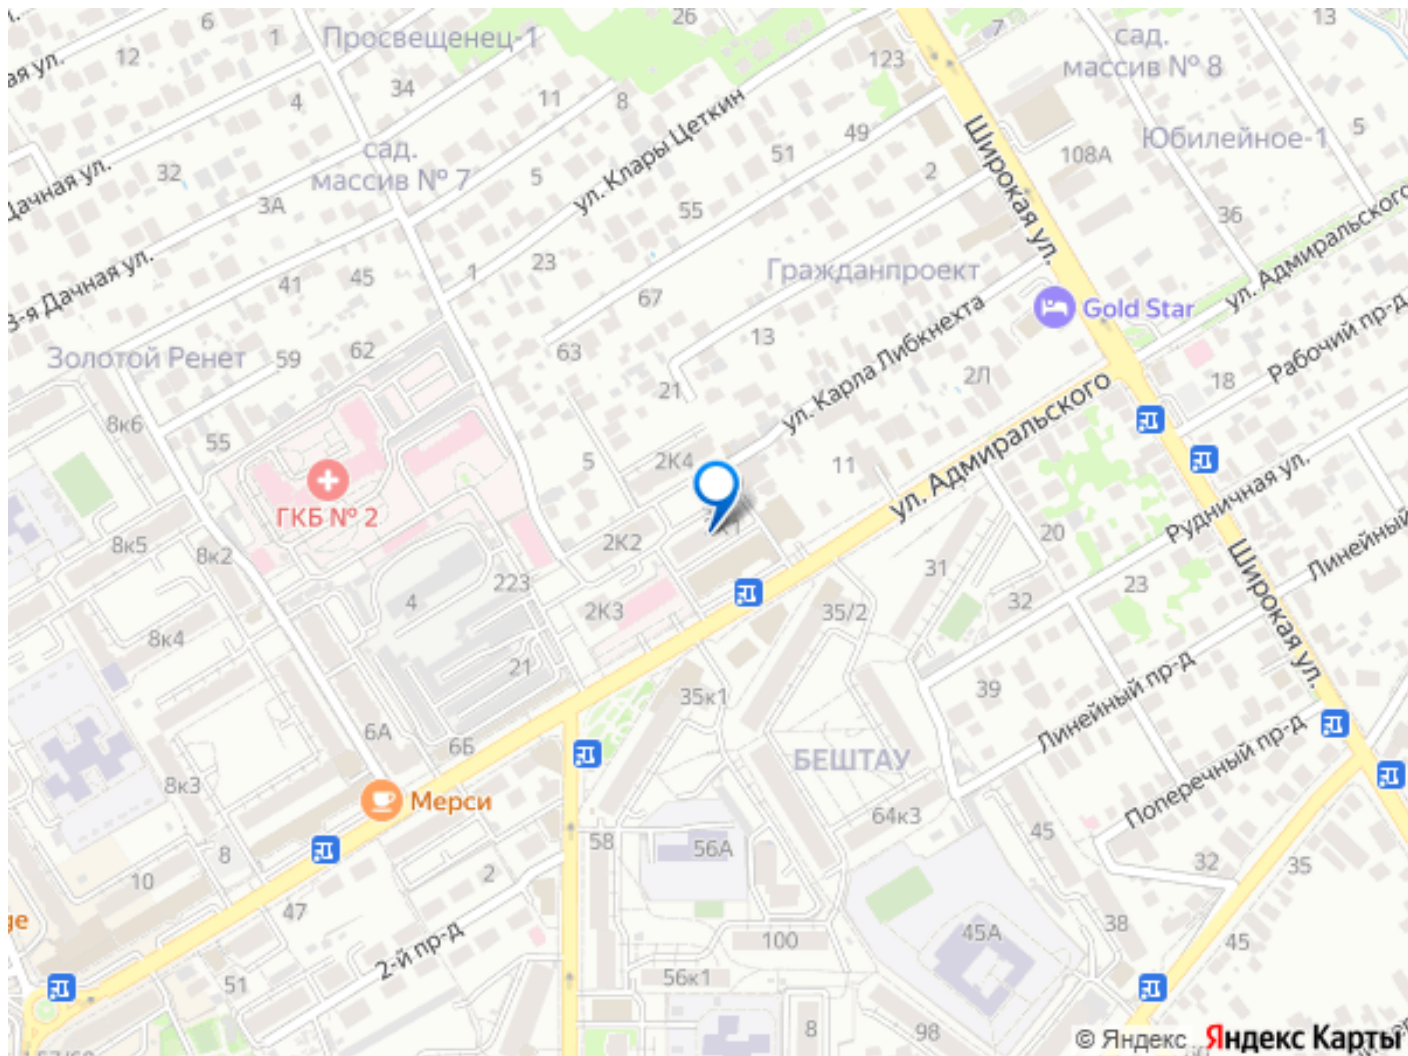 26
6
1
12
Просвещенец-1
123
7
сад.
массив № 8
13
ая ул.
4
34
11
8
ул. Клары Цеткин
49
Широкая ул.
108А
Юбилейное-1
5
сад.
массив № 7
51
2
Дачная ул.
32
3А
5
55
36
ул. Адмиральского
3-я Дачная ул.
41
45
1
23
67
Гражданпроект
Gold Star
Рабочий пр-д
Золотой Ренет
59
62
63
13
ул. Карла Либкнехта
2Л
18
8к6
55
21
ул. Адмиральского
5
2К4
11
ГКБ № 2
Рудничная ул.
Линейный
8к5
8к2
2К2
20
31
32
23
Широкая ул.
4
223
2К3
35/2
8к4
21
35к1
39
Линейный пр-д
6А
6Б
БЕШТАУ
Поперечный пр-д
8к3
Мерси
64к3
45
58
56А
8
10
2
32
35
47
ge
2-й пр-д
100
45А
38
45
51
56к1
8
98
© Яндекс
Яндекс Карты